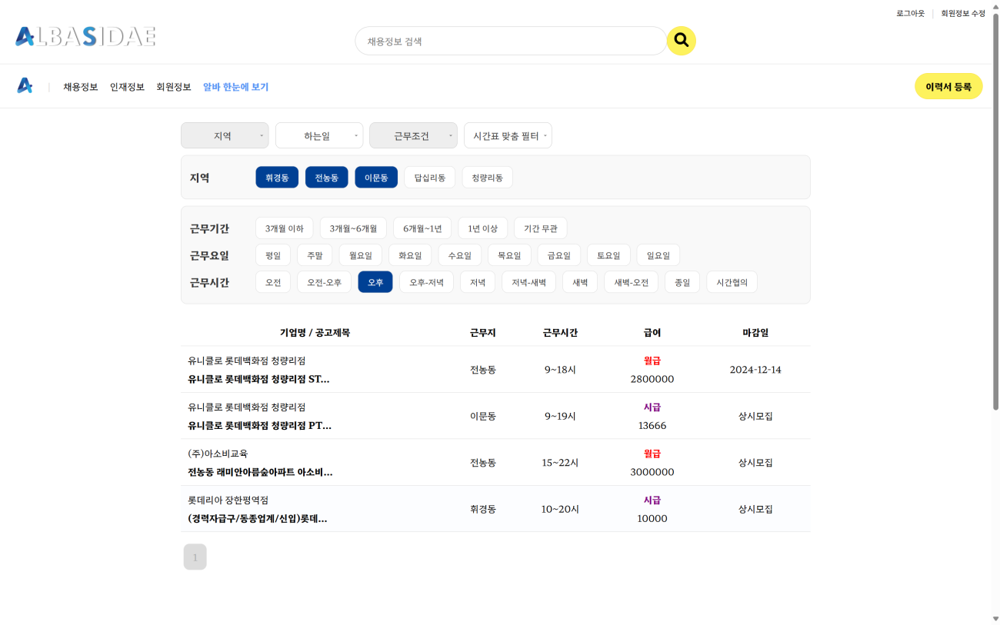 로그아웃 회원정보 수정
ALBASIDAE
채용정보 검색
A 채용정보 인재정보 회원정보 알바 한눈에 보기 이력서 등록
지역 하는일 근무조건 시간표 맞춤 필터
지역 휘경동 전농동 이문동 답십리동 청량리동
근무기간 3개월 이하 3개월~6개월 6개월~1년 1년 이상 기간 무관
근무요일 평일 주말 월요일 화요일 수요일 목요일 금요일 토요일 일요일
근무시간 오전 오전-오후 오후 오후-저녁 저녁 저녁-새벽 새벽 새벽-오전 종일 시간협의
기업명 / 공고제목 근무지 근무시간 급여 마감일
유니클로 롯데백화점 청량리점
유니클로 롯데백화점 청량리점 ST...
전농동 9~18시
월급
2800000
2024-12-14
유니클로 롯데백화점 청량리점
유니클로 롯데백화점 청량리점 PT...
이문동 9~19시
시급
13666
상시모집
(주)아소비교육
전농동 래미안아름숲아파트 아소비...
전농동 15~22시
월급
3000000
상시모집
롯데리아 장한평역점
(경력자급구/동종업계/신입)롯데...
휘경동 10~20시
시급
10000
상시모집
1